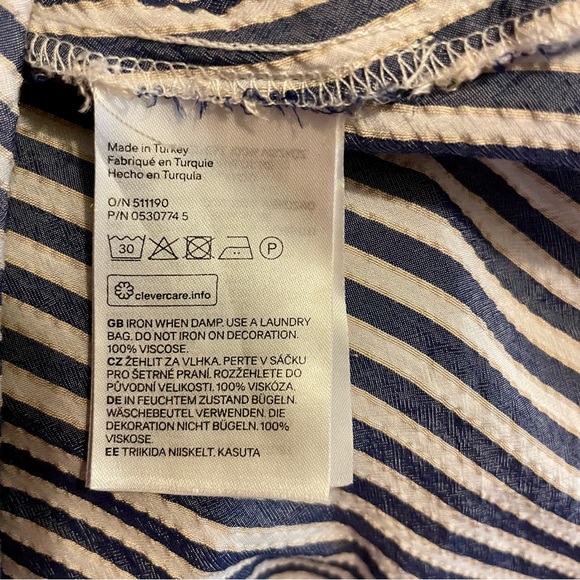 Made in Turkey
Fabriqué en Turquie
Hecho en Turquía
O/N 511190
P/N 0530774 5
30 P
clevercare.info
GB IRON WHEN DAMP. USE A LAUNDRY
BAG. DO NOT IRON ON DECORATION.
100% VISCOSE.
CZ ŽEHLIT ZA VLHKA. PERTE V SÁČKU
PRO ŠETRNÉ PRANÍ. ROZŽEHLETE DO
PŮVODNÍ VELIKOSTI. 100% VISKÓZA.
DE IN FEUCHTEM ZUSTAND BÜGELN.
WÄSCHEBEUTEL VERWENDEN. DIE
DEKORATION NICHT BÜGELN. 100%
VISKOSE.
EE TRIIKIDA NIISKELT. KASUTA